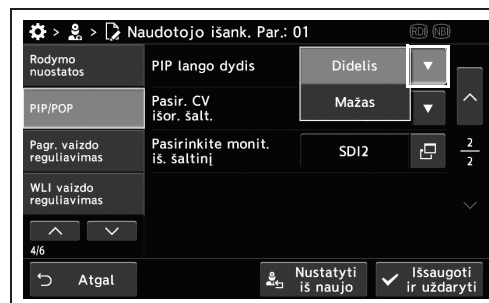 > > Naudotojo išank. Par.: 01 RDI NBI
Rodymo
nuostatos
PIP/POP
Pagr. vaizdo
reguliavimas
WLI vaizdo
reguliavimas
4/6
PIP lango dydis
Didelis
Mažas
Pasir. CV
išor. šalt.
Pasirinkite monit.
iš. šaltinį
SDI2
2
2
Atgal
Nustatyti
iš naujo
Išsaugoti
ir uždaryti